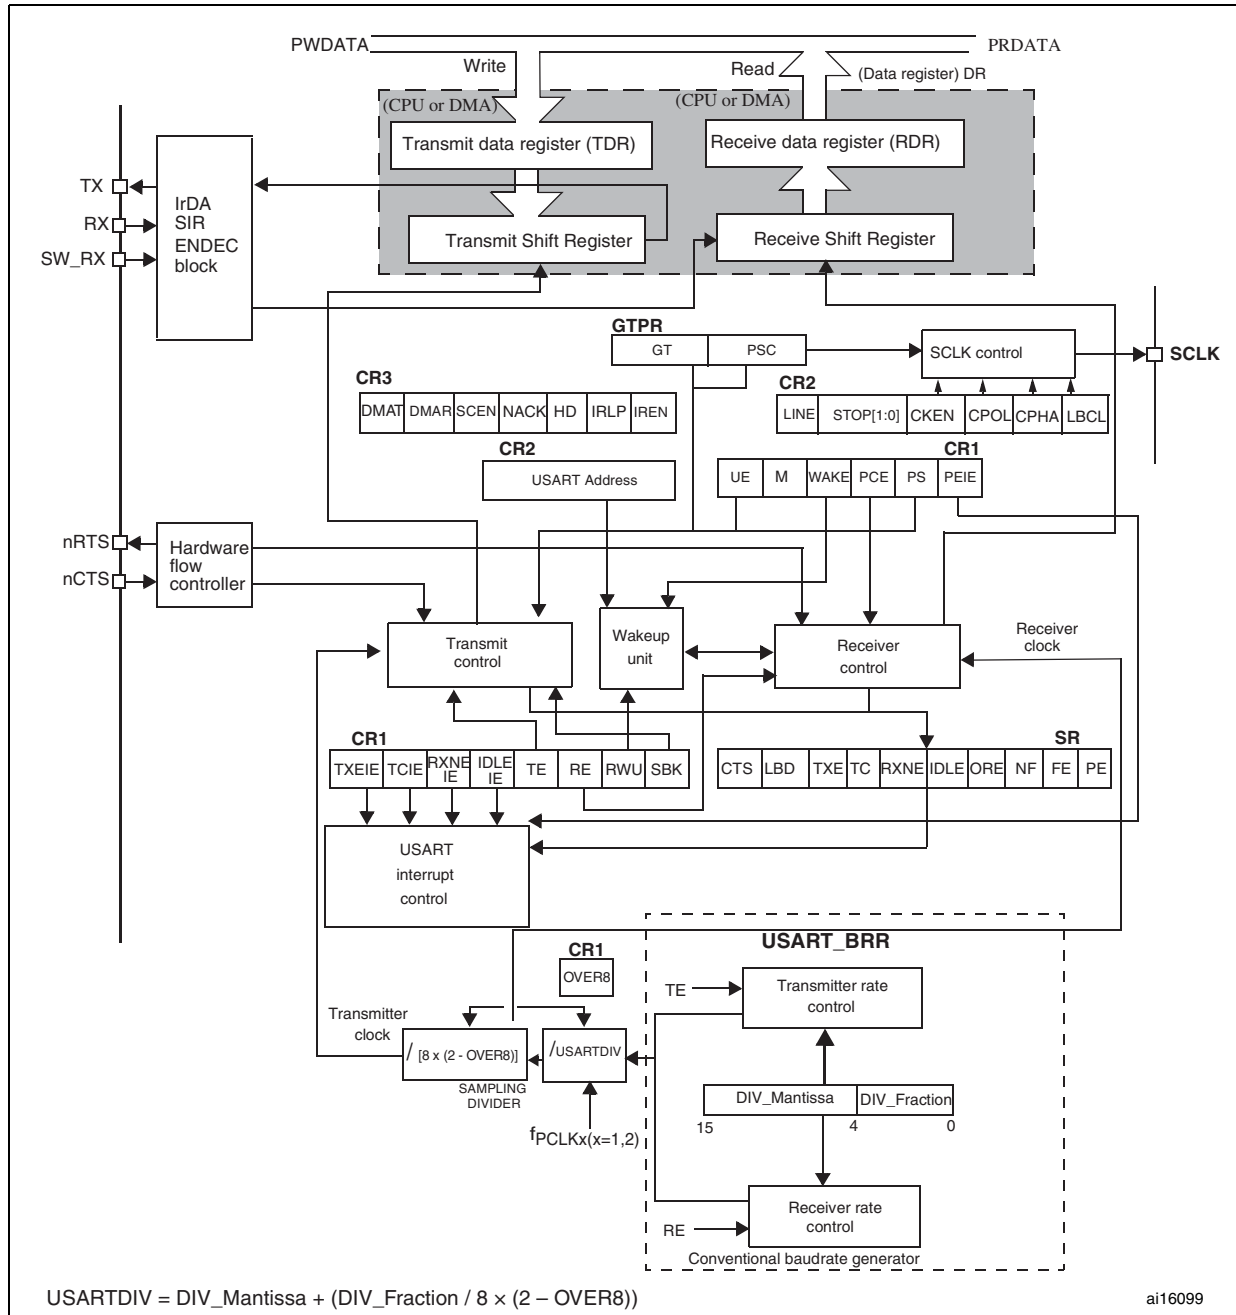 PWDATA
PRDATA
Write
Read
(Data register) DR
(CPU or DMA)
(CPU or DMA)
Transmit data register (TDR)
Receive data register (RDR)
TX
RX
SW_RX
IrDA
SIR
ENDEC
block
Transmit Shift Register
Receive Shift Register
GTPR
GT
PSC
SCLK control
SCLK
CR3
DMAT
DMAR
SCEN
NACK
HD
IRLP
IREN
CR2
LINE
STOP[1:0]
CKEN
CPOL
CPHA
LBCL
CR2
USART Address
CR1
UE
M
WAKE
PCE
PS
PEIE
nRTS
nCTS
Hardware
flow
controller
Transmit
control
Wakeup
unit
Receiver
control
Receiver
clock
CR1
TXEIE
TCIE
RXNE
IE
IDLE
IE
TE
RE
RWU
SBK
SR
CTS
LBD
TXE
TC
RXNE
IDLE
ORE
NF
FE
PE
USART
interrupt
control
USART_BRR
CR1
OVER8
TE
Transmitter rate
control
Transmitter
clock
/ [8 x (2 - OVER8)]
/USARTDIV
SAMPLING
DIVIDER
DIV_Mantissa
DIV_Fraction
15
4
0
fPCLKx(x=1,2)
Receiver rate
control
RE
Conventional baudrate generator
USARTDIV = DIV_Mantissa + (DIV_Fraction / 8 × (2 – OVER8))
ai16099